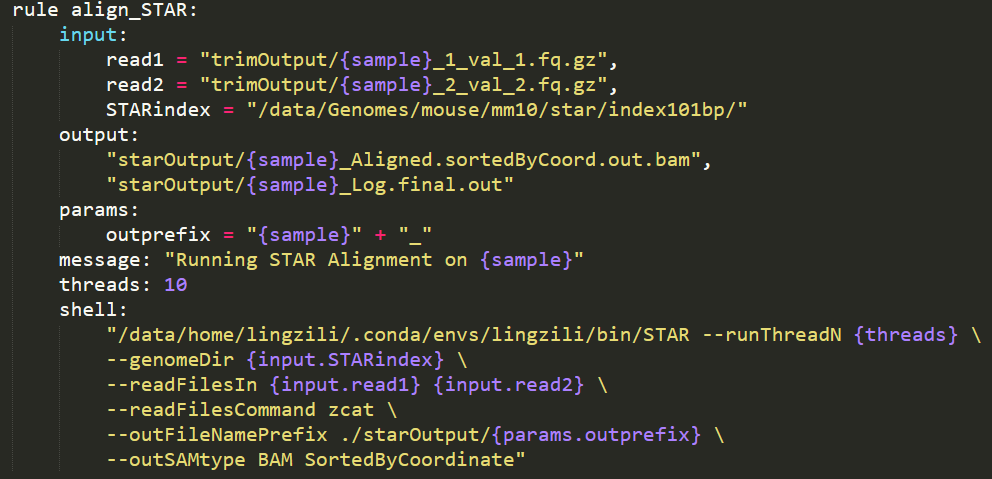 rule align_STAR:
    input:
        read1 = "trimOutput/{sample}_1_val_1.fq.gz",
        read2 = "trimOutput/{sample}_2_val_2.fq.gz",
        STARindex = "/data/Genomes/mouse/mm10/star/index101bp/"
    output:
        "starOutput/{sample}_Aligned.sortedByCoord.out.bam",
        "starOutput/{sample}_Log.final.out"
    params:
        outprefix = "{sample}" + "_"
    message: "Running STAR Alignment on {sample}"
    threads: 10
    shell:
        "/data/home/lingzili/.conda/envs/lingzili/bin/STAR --runThreadN {threads} \
        --genomeDir {input.STARindex} \
        --readFilesIn {input.read1} {input.read2} \
        --readFilesCommand zcat \
        --outFileNamePrefix ./starOutput/{params.outprefix} \
        --outSAMtype BAM SortedByCoordinate"